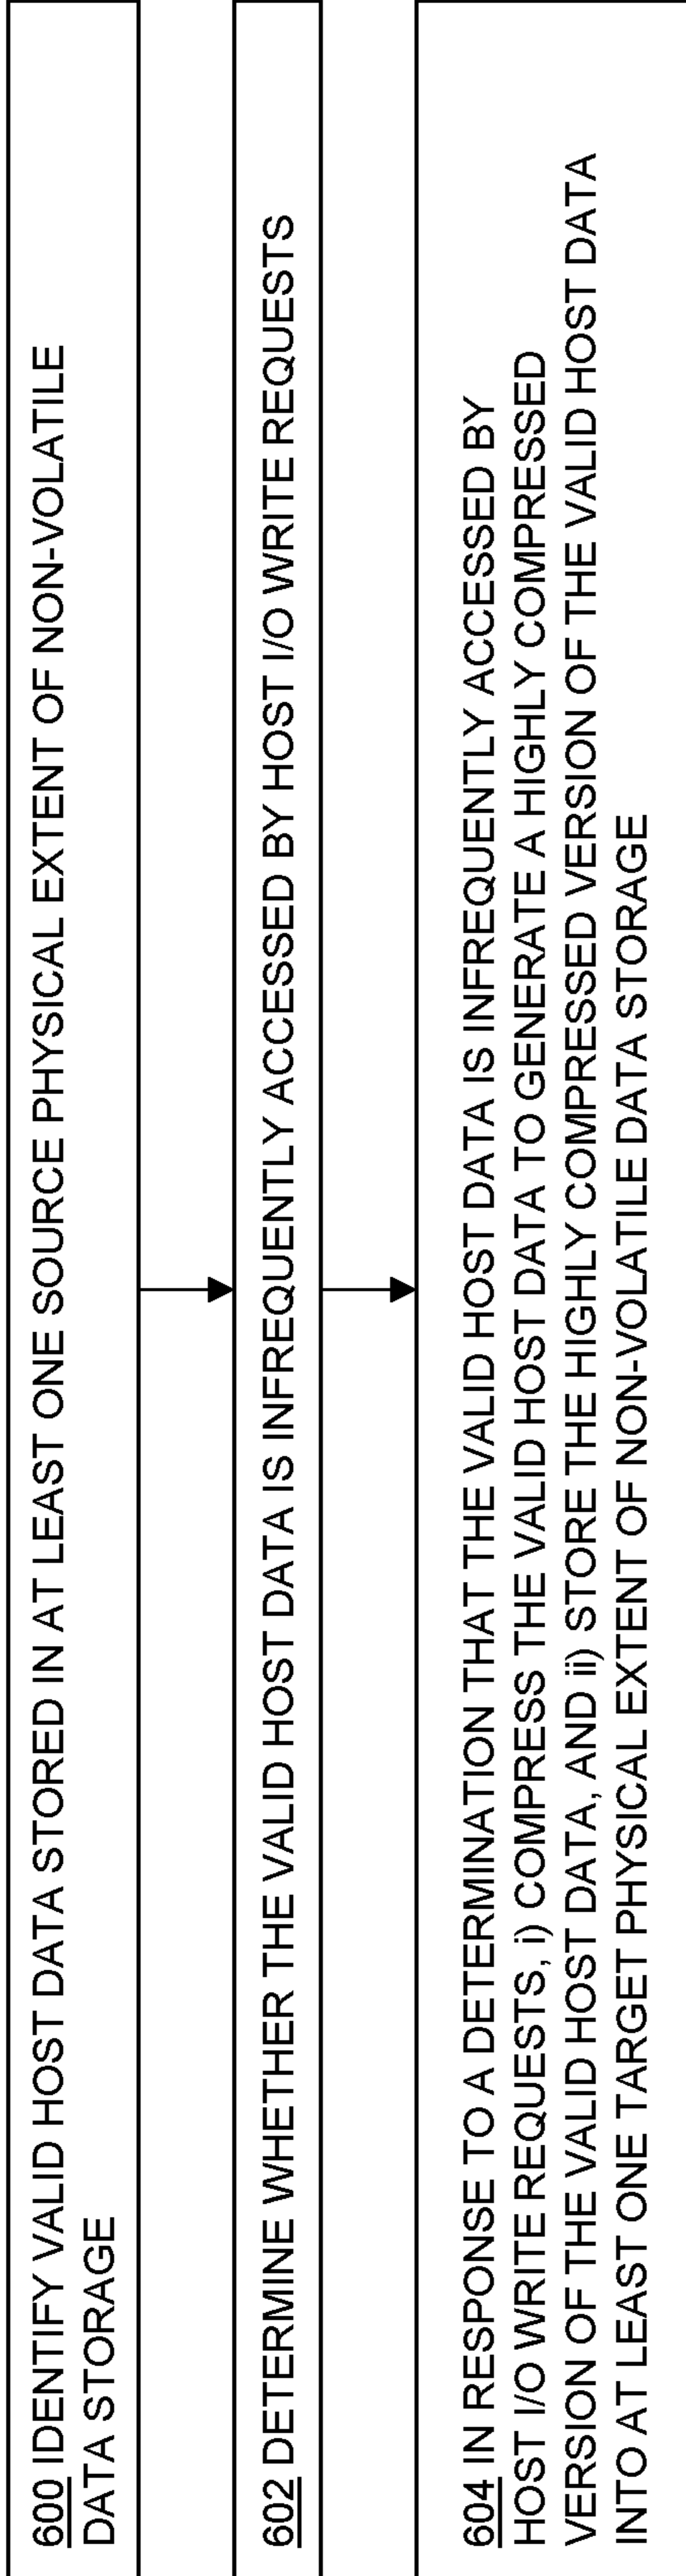 600 IDENTIFY VALID HOST DATA STORED IN AT LEAST ONE SOURCE PHYSICAL EXTENT OF NON-VOLATILE
DATA STORAGE
602 DETERMINE WHETHER THE VALID HOST DATA IS INFREQUENTLY ACCESSED BY HOST I/O WRITE REQUESTS
604 IN RESPONSE TO A DETERMINATION THAT THE VALID HOST DATA IS INFREQUENTLY ACCESSED BY
HOST I/O WRITE REQUESTS, i) COMPRESS THE VALID HOST DATA TO GENERATE A HIGHLY COMPRESSED
VERSION OF THE VALID HOST DATA, AND ii) STORE THE HIGHLY COMPRESSED VERSION OF THE VALID HOST DATA
INTO AT LEAST ONE TARGET PHYSICAL EXTENT OF NON-VOLATILE DATA STORAGE